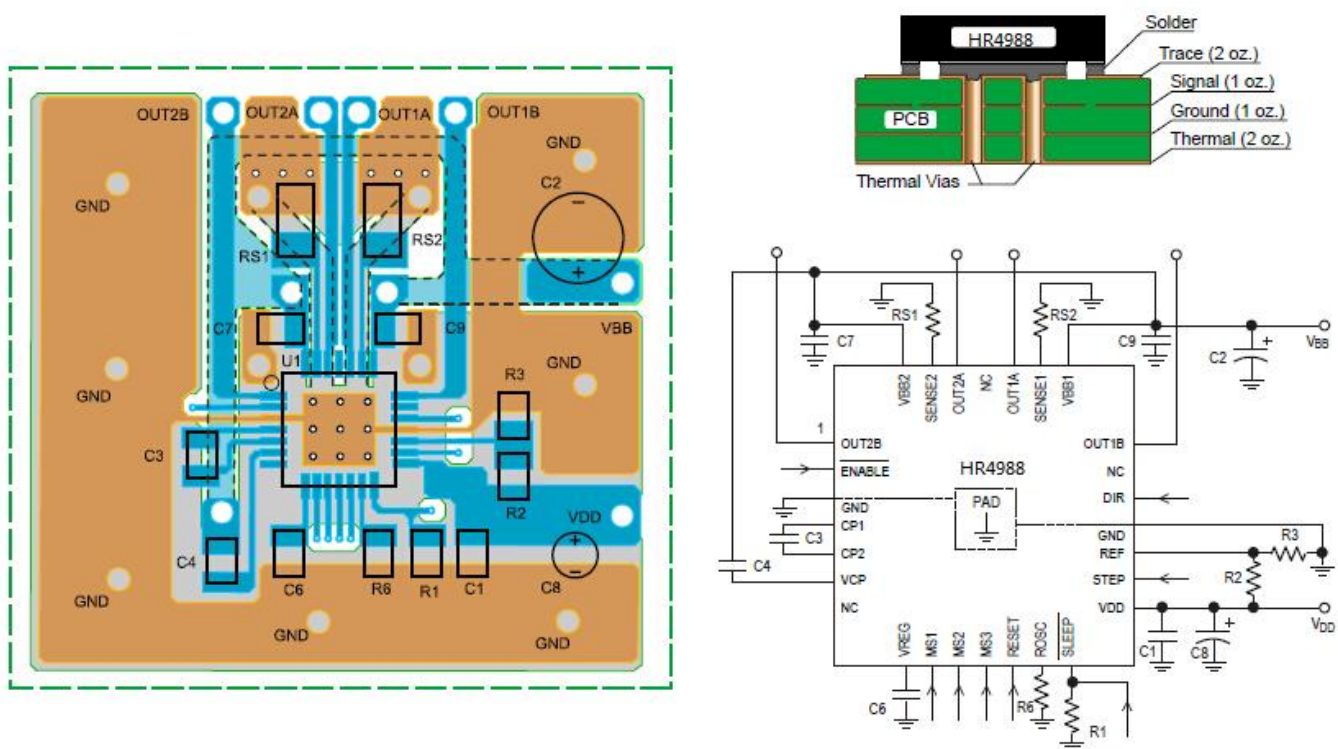 OUT2B OUT2A OUT1A OUT1B
GND
C2
−
GND
RS1 RS2
+
C7 C9 VBB
U1
GND
GND R3
C3
R2
VDD
C4
+
−
C6 R6 R1 C1 C8
GND
GND GND
HR4988
Solder
Trace (2 oz.)
Signal (1 oz.)
Ground (1 oz.)
Thermal (2 oz.)
PCB
Thermal Vias
RS1 RS2
C7 C9 C2 + VBB
VBB2 SENSE2 OUT2A NC OUT1A SENSE1 VBB1
1
OUT2B OUT1B
ENABLE HR4988 NC
GND PAD DIR
CP1 GND
C3 R3
CP2 REF
C4 R2
VCP STEP
NC VDD
VDD
C1 C8 +
VREG MS1 MS2 MS3 RESET ROSC SLEEP
C6 R6 R1